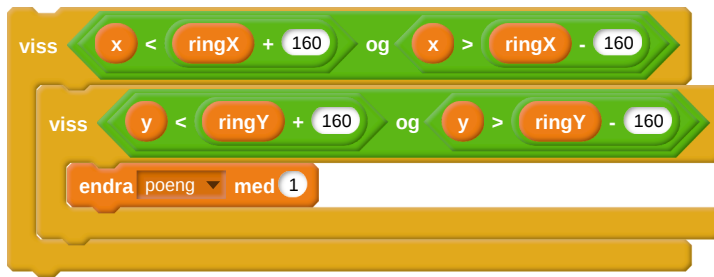 viss x < ringX + 160 og x > ringX - 160
viss y < ringY + 160 og y > ringY - 160
endra poeng med 1